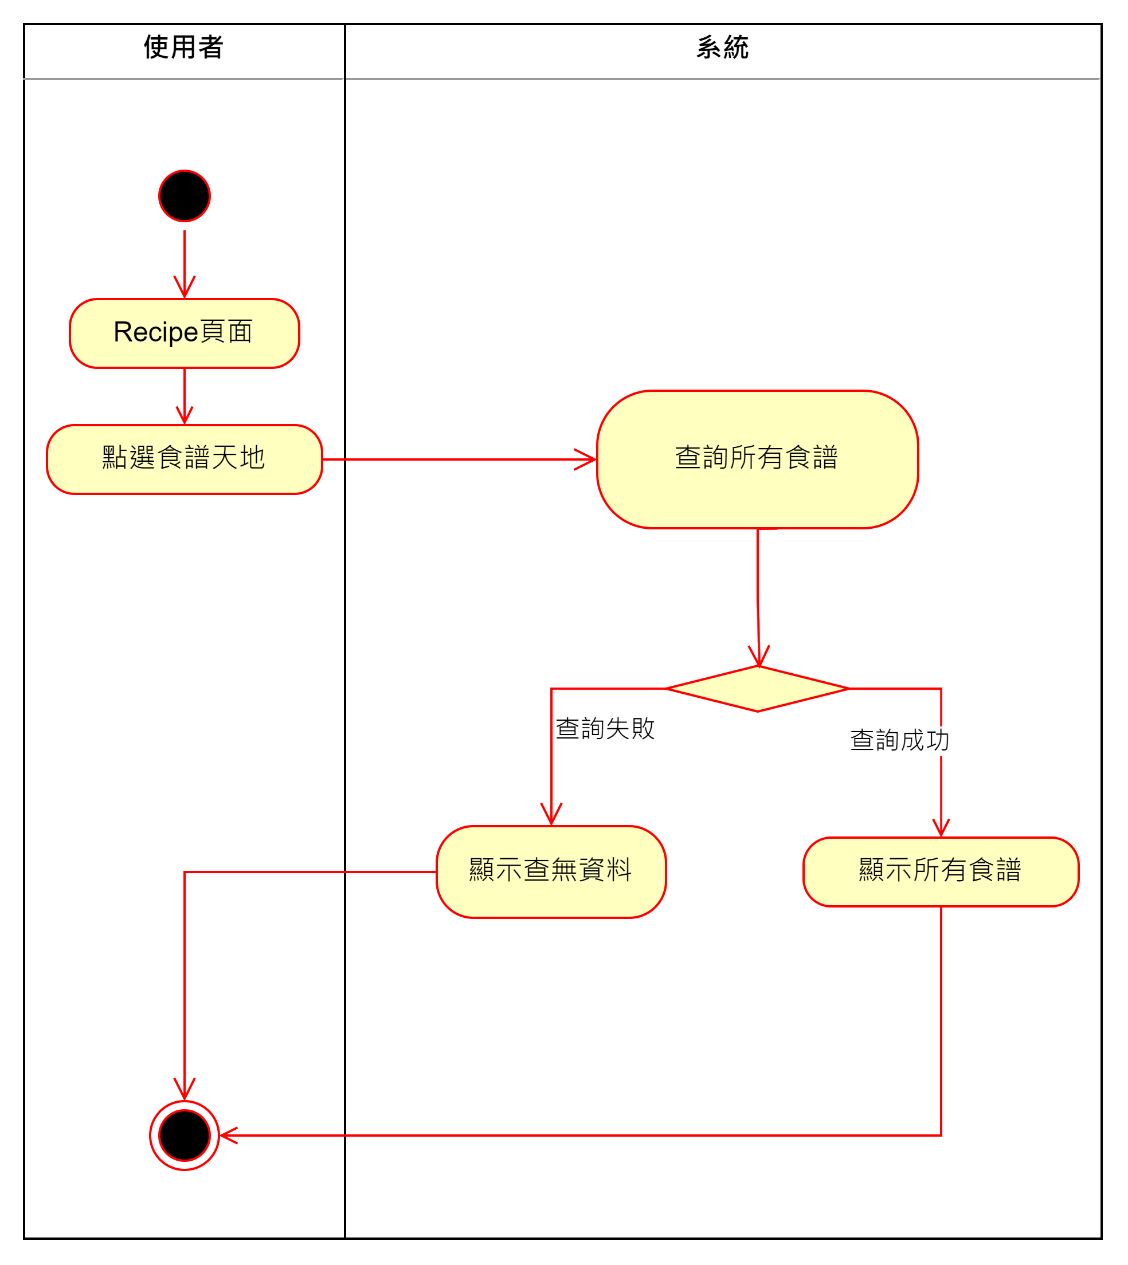 使用者
系統
Recipe頁面
點選食譜天地
查詢所有食譜
查詢失敗
查詢成功
顯示查無資料
顯示所有食譜